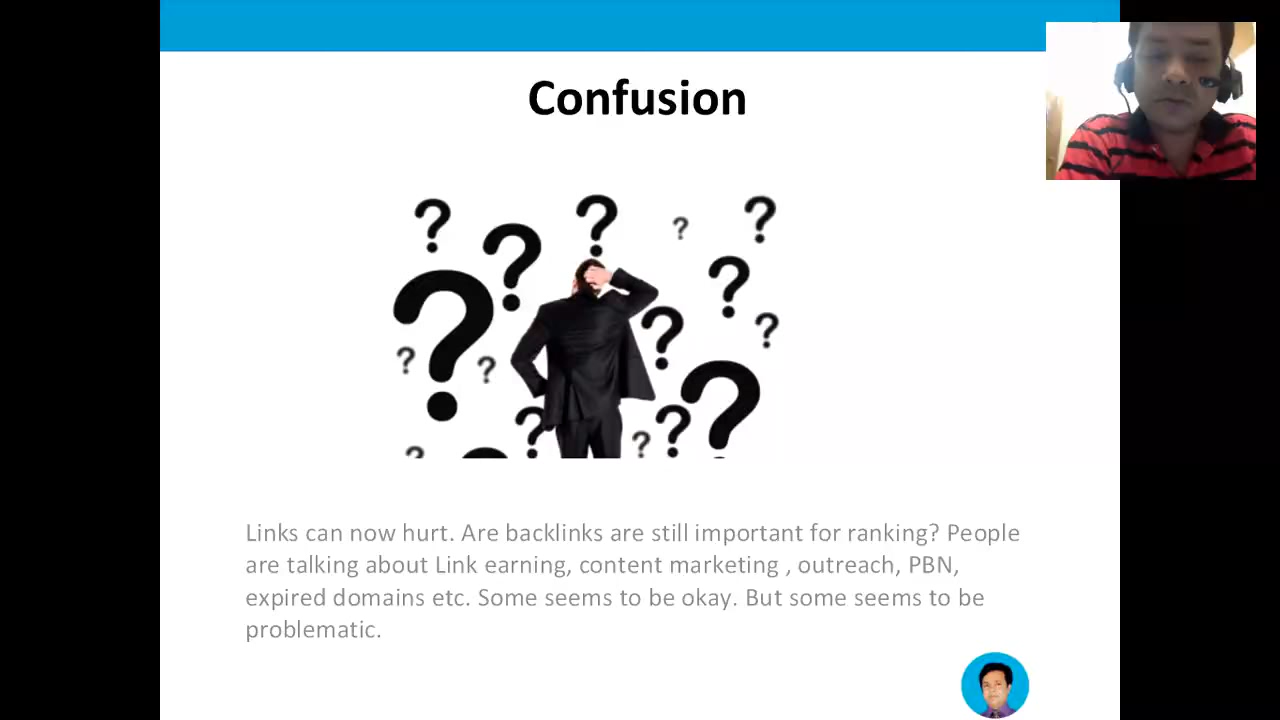 Confusion
Links can now hurt. Are backlinks are still important for ranking? People
are talking about Link earning, content marketing , outreach, PBN,
expired domains etc. Some seems to be okay. But some seems to be
problematic.